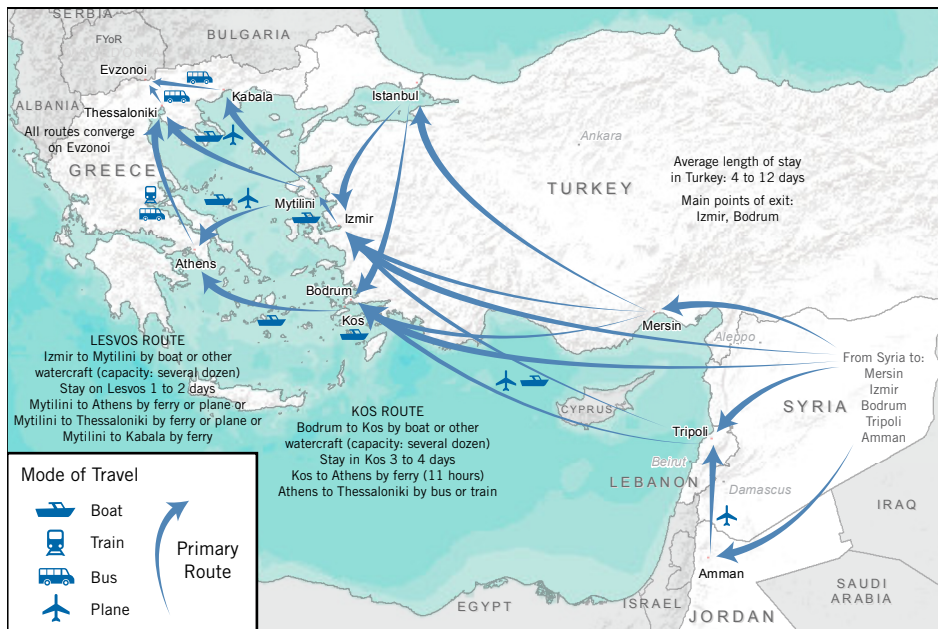 SERBIA
FYoR
BULGARIA
Evzonoi
ALBANIA
Kabala
Istanbul
Thessaloniki
All routes converge
on Evzonoi
GREECE
Ankara
TURKEY
Average length of stay
in Turkey: 4 to 12 days
Main points of exit:
Izmir, Bodrum
Mytilini
Izmir
Athens
Bodrum
Kos
Mersin
Aleppo
LESVOS ROUTE
Izmir to Mytilini by boat or other
watercraft (capacity: several dozen)
Stay on Lesvos 1 to 2 days
Mytilini to Athens by ferry or plane or
Mytilini to Thessaloniki by ferry or plane or
Mytilini to Kabala by ferry
KOS ROUTE
Bodrum to Kos by boat or other
watercraft (capacity: several dozen)
Stay in Kos 3 to 4 days
Kos to Athens by ferry (11 hours)
Athens to Thessaloniki by bus or train
From Syria to:
Mersin
Izmir
Bodrum
Tripoli
Amman
CYPRUS
SYRIA
Tripoli
Beirut
LEBANON
Damascus
IRAQ
Amman
SAUDI
ARABIA
EGYPT
ISRAEL
JORDAN
Mode of Travel
Boat
Train
Bus
Plane
Primary
Route